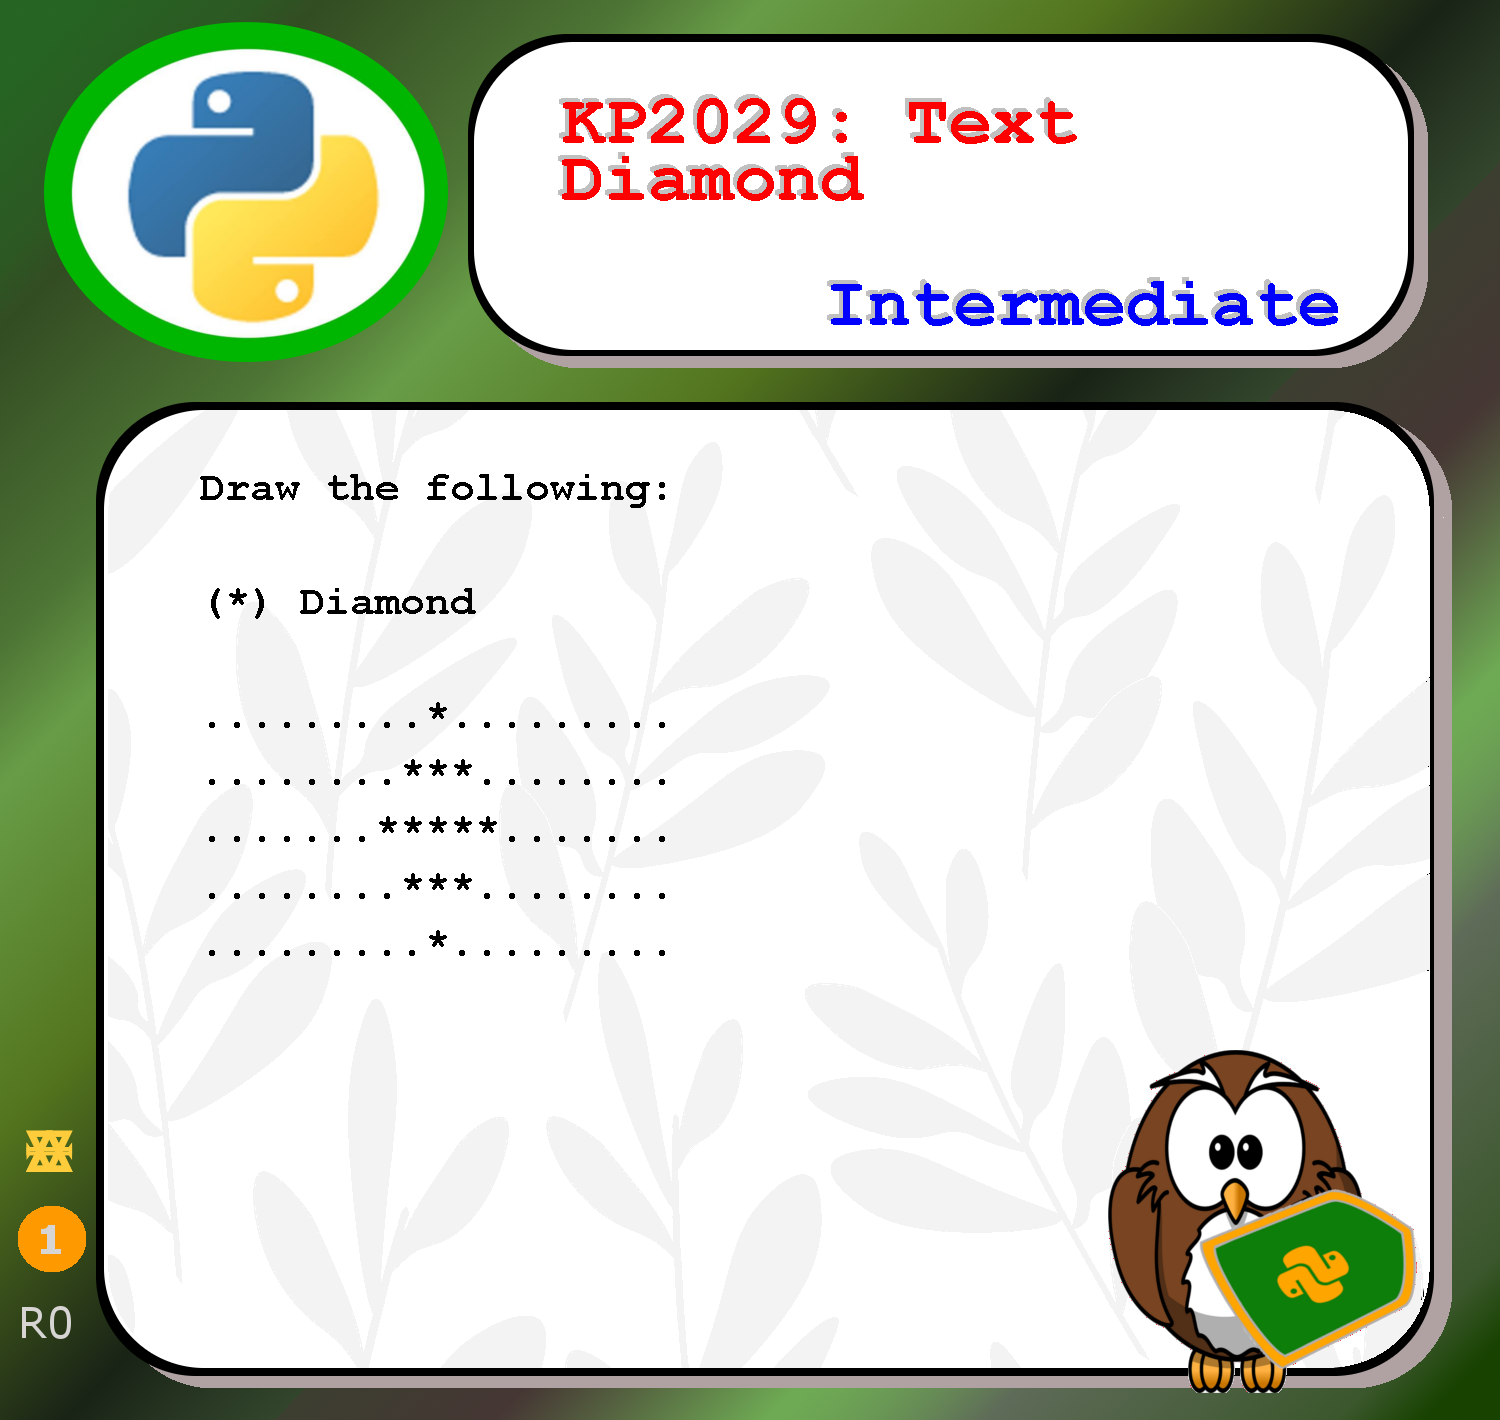 KP2029: Text
Diamond
Intermediate
Draw the following:
(*) Diamond
.........*.........
........***........
.......*****.......
........***........
.........*.........
1
R0